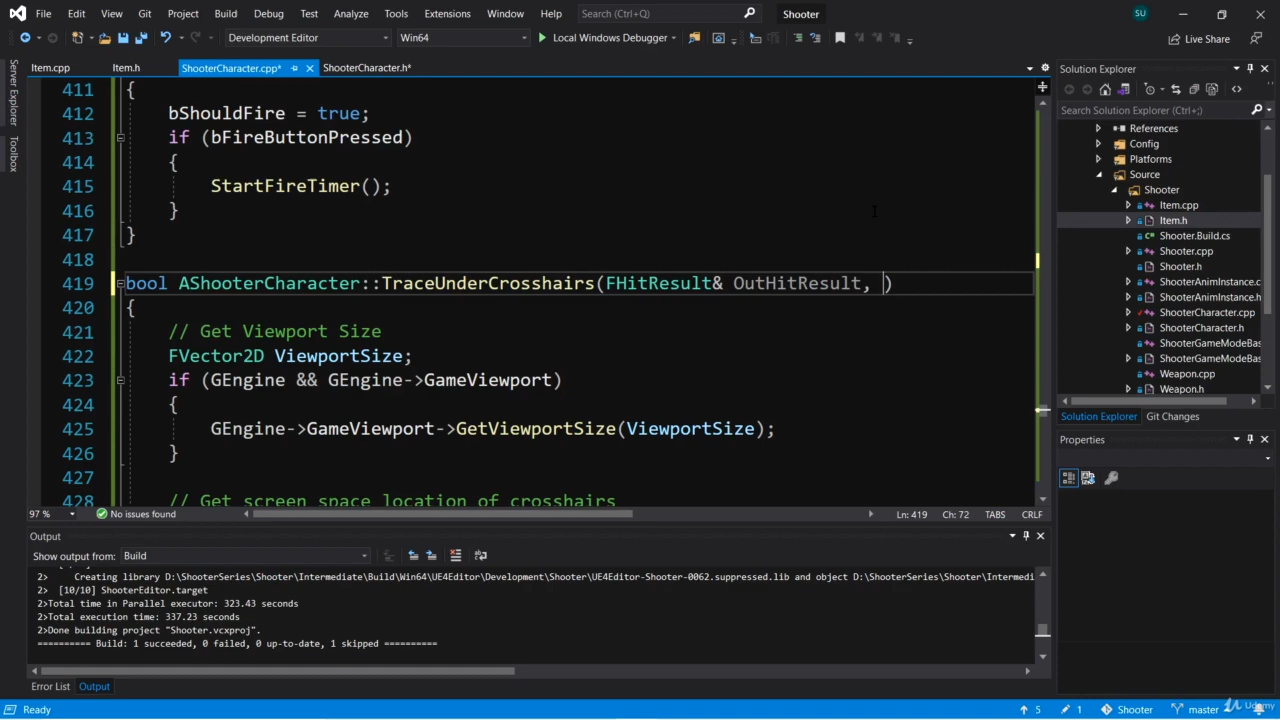 File Edit View Git Project Build Debug Test Analyze Tools Extensions Window Help Search (Ctrl+Q) Shooter SU
Development Editor Win64 Local Windows Debugger Live Share
Item.cpp Item.h ShooterCharacter.cpp* ShooterCharacter.h*
Server Explorer
Toolbox
411 {
412 bShouldFire = true;
413 if (bFireButtonPressed)
414 {
415 StartFireTimer();
416 }
417 }
418
419 bool AShooterCharacter::TraceUnderCrosshairs(FHitResult& OutHitResult, )
420 {
421 // Get Viewport Size
422 FVector2D ViewportSize;
423 if (GEngine && GEngine->GameViewport)
424 {
425 GEngine->GameViewport->GetViewportSize(ViewportSize);
426 }
427
428 // Get screen space location of crosshairs
97 % No issues found Ln: 419 Ch: 72 TABS CRLF
Output
Show output from: Build
2> Creating library D:\ShooterSeries\Shooter\Intermediate\Build\Win64\UE4Editor\Development\Shooter\UE4Editor-Shooter-0062.suppressed.lib and object D:\ShooterSeries\Shooter\Intermed
2> [10/10] ShooterEditor.target
2>Total time in Parallel executor: 323.43 seconds
2>Total execution time: 337.23 seconds
2>Done building project "Shooter.vcxproj".
========== Build: 1 succeeded, 0 failed, 0 up-to-date, 1 skipped ==========
Error List Output
Solution Explorer
Search Solution Explorer (Ctrl+;)
References
Config
Platforms
Source
Shooter
Item.cpp
Item.h
Shooter.Build.cs
Shooter.cpp
Shooter.h
ShooterAnimInstance.c
ShooterAnimInstance.h
ShooterCharacter.cpp
ShooterCharacter.h
ShooterGameModeBas
ShooterGameModeBas
Weapon.cpp
Weapon.h
Solution Explorer Git Changes
Properties
Ready 5 1 Shooter master
Udemy